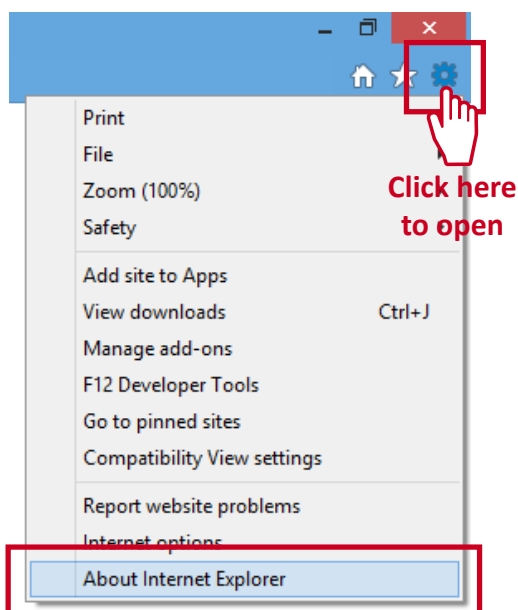 Print
File
Zoom (100%)
Click here
Safety
to open
Add site to Apps
View downloads Ctrl+J
Manage add-ons
F12 Developer Tools
Go to pinned sites
Compatibility View settings
Report website problems
Internet options
About Internet Explorer